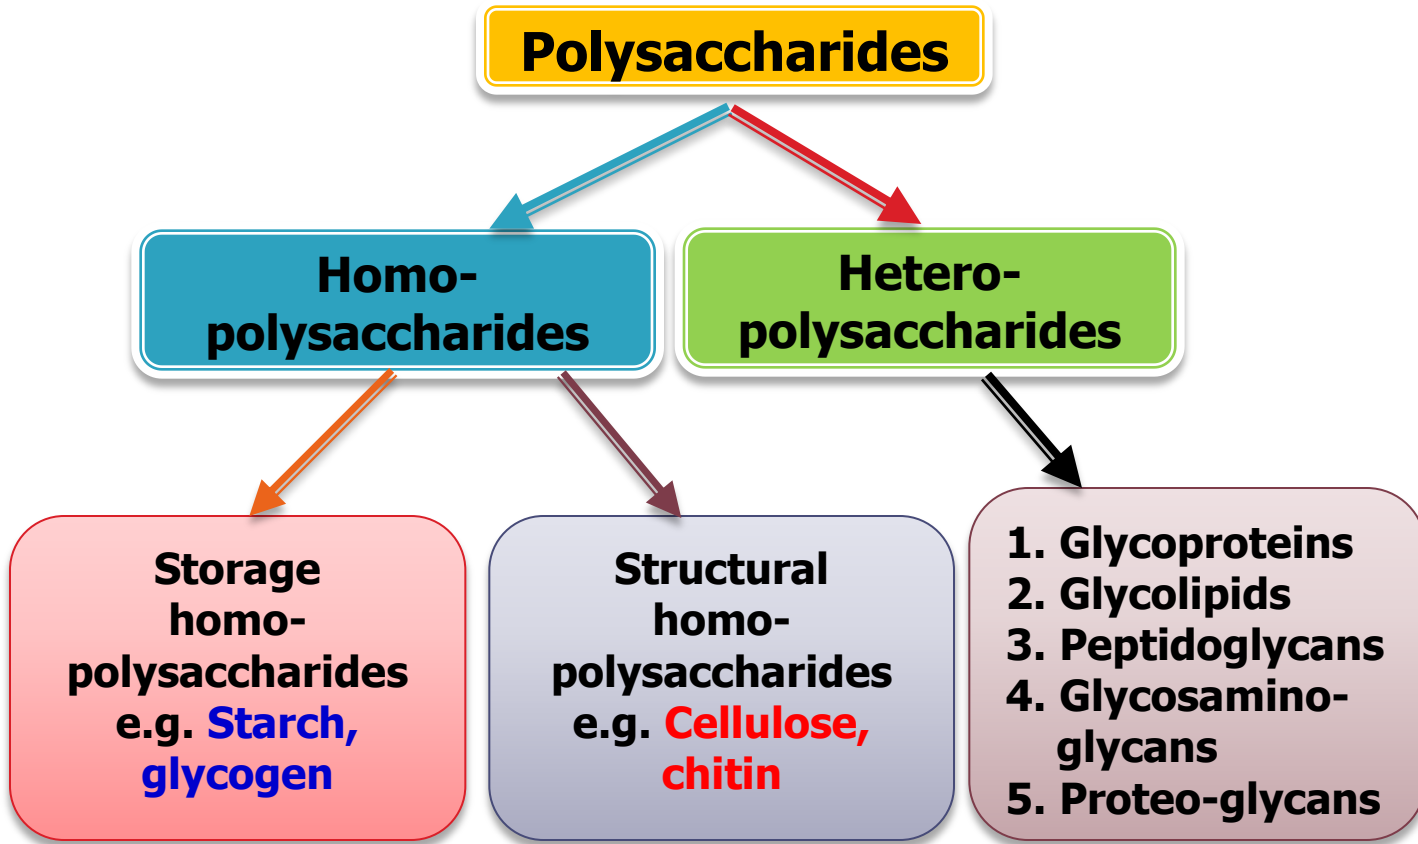 Polysaccharides
Homo-
polysaccharides
Hetero-
polysaccharides
Storage
homo-
polysaccharides
e.g. Starch,
glycogen
Structural
homo-
polysaccharides
e.g. Cellulose,
chitin
1. Glycoproteins
2. Glycolipids
3. Peptidoglycans
4. Glycosamino-
glycans
5. Proteo-glycans